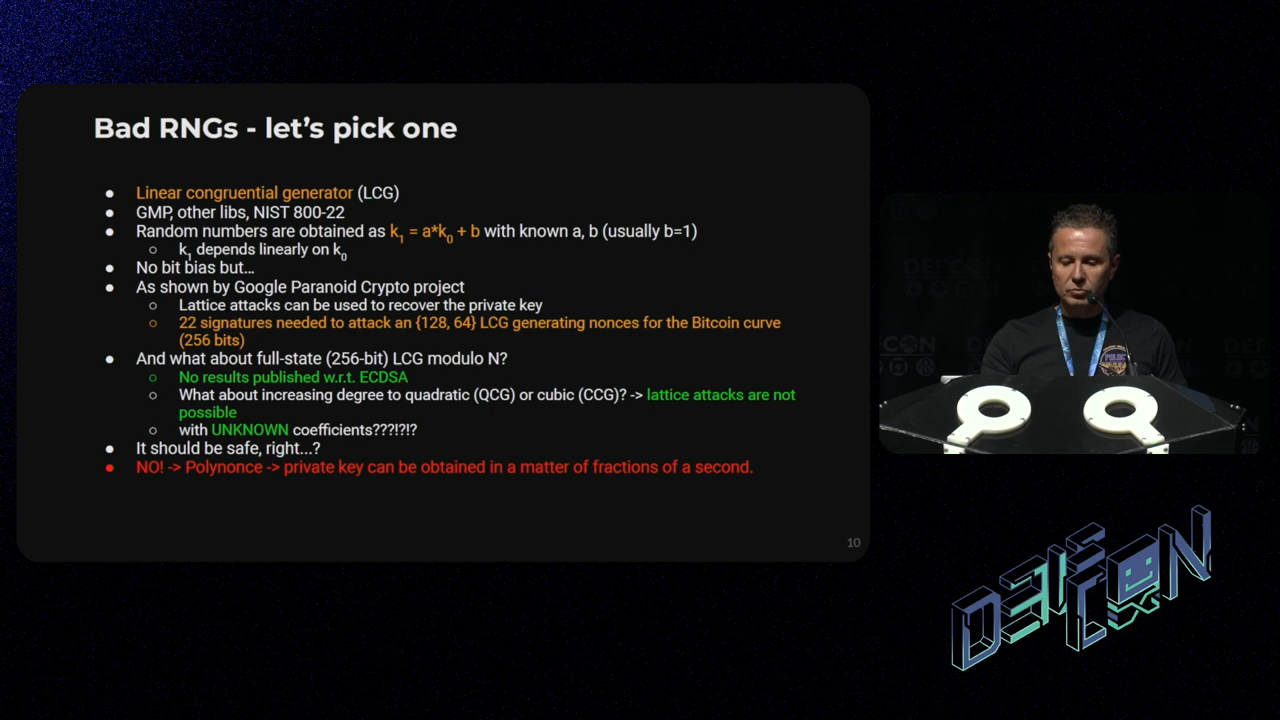 Bad RNGs - let's pick one
● Linear congruential generator (LCG)
● GMP, other libs, NIST 800-22
● Random numbers are obtained as k₁ = a*k₀ + b with known a, b (usually b=1)
○ k₁ depends linearly on k₀
● No bit bias but…
● As shown by Google Paranoid Crypto project
○ Lattice attacks can be used to recover the private key
○ 22 signatures needed to attack an {128, 64} LCG generating nonces for the Bitcoin curve
(256 bits)
● And what about full-state (256-bit) LCG modulo N?
○ No results published w.r.t. ECDSA
○ What about increasing degree to quadratic (QCG) or cubic (CCG)? -> lattice attacks are not
possible
○ with UNKNOWN coefficients???!?!?
● It should be safe, right...?
● NO! -> Polynonce -> private key can be obtained in a matter of fractions of a second.
10
DEFCON